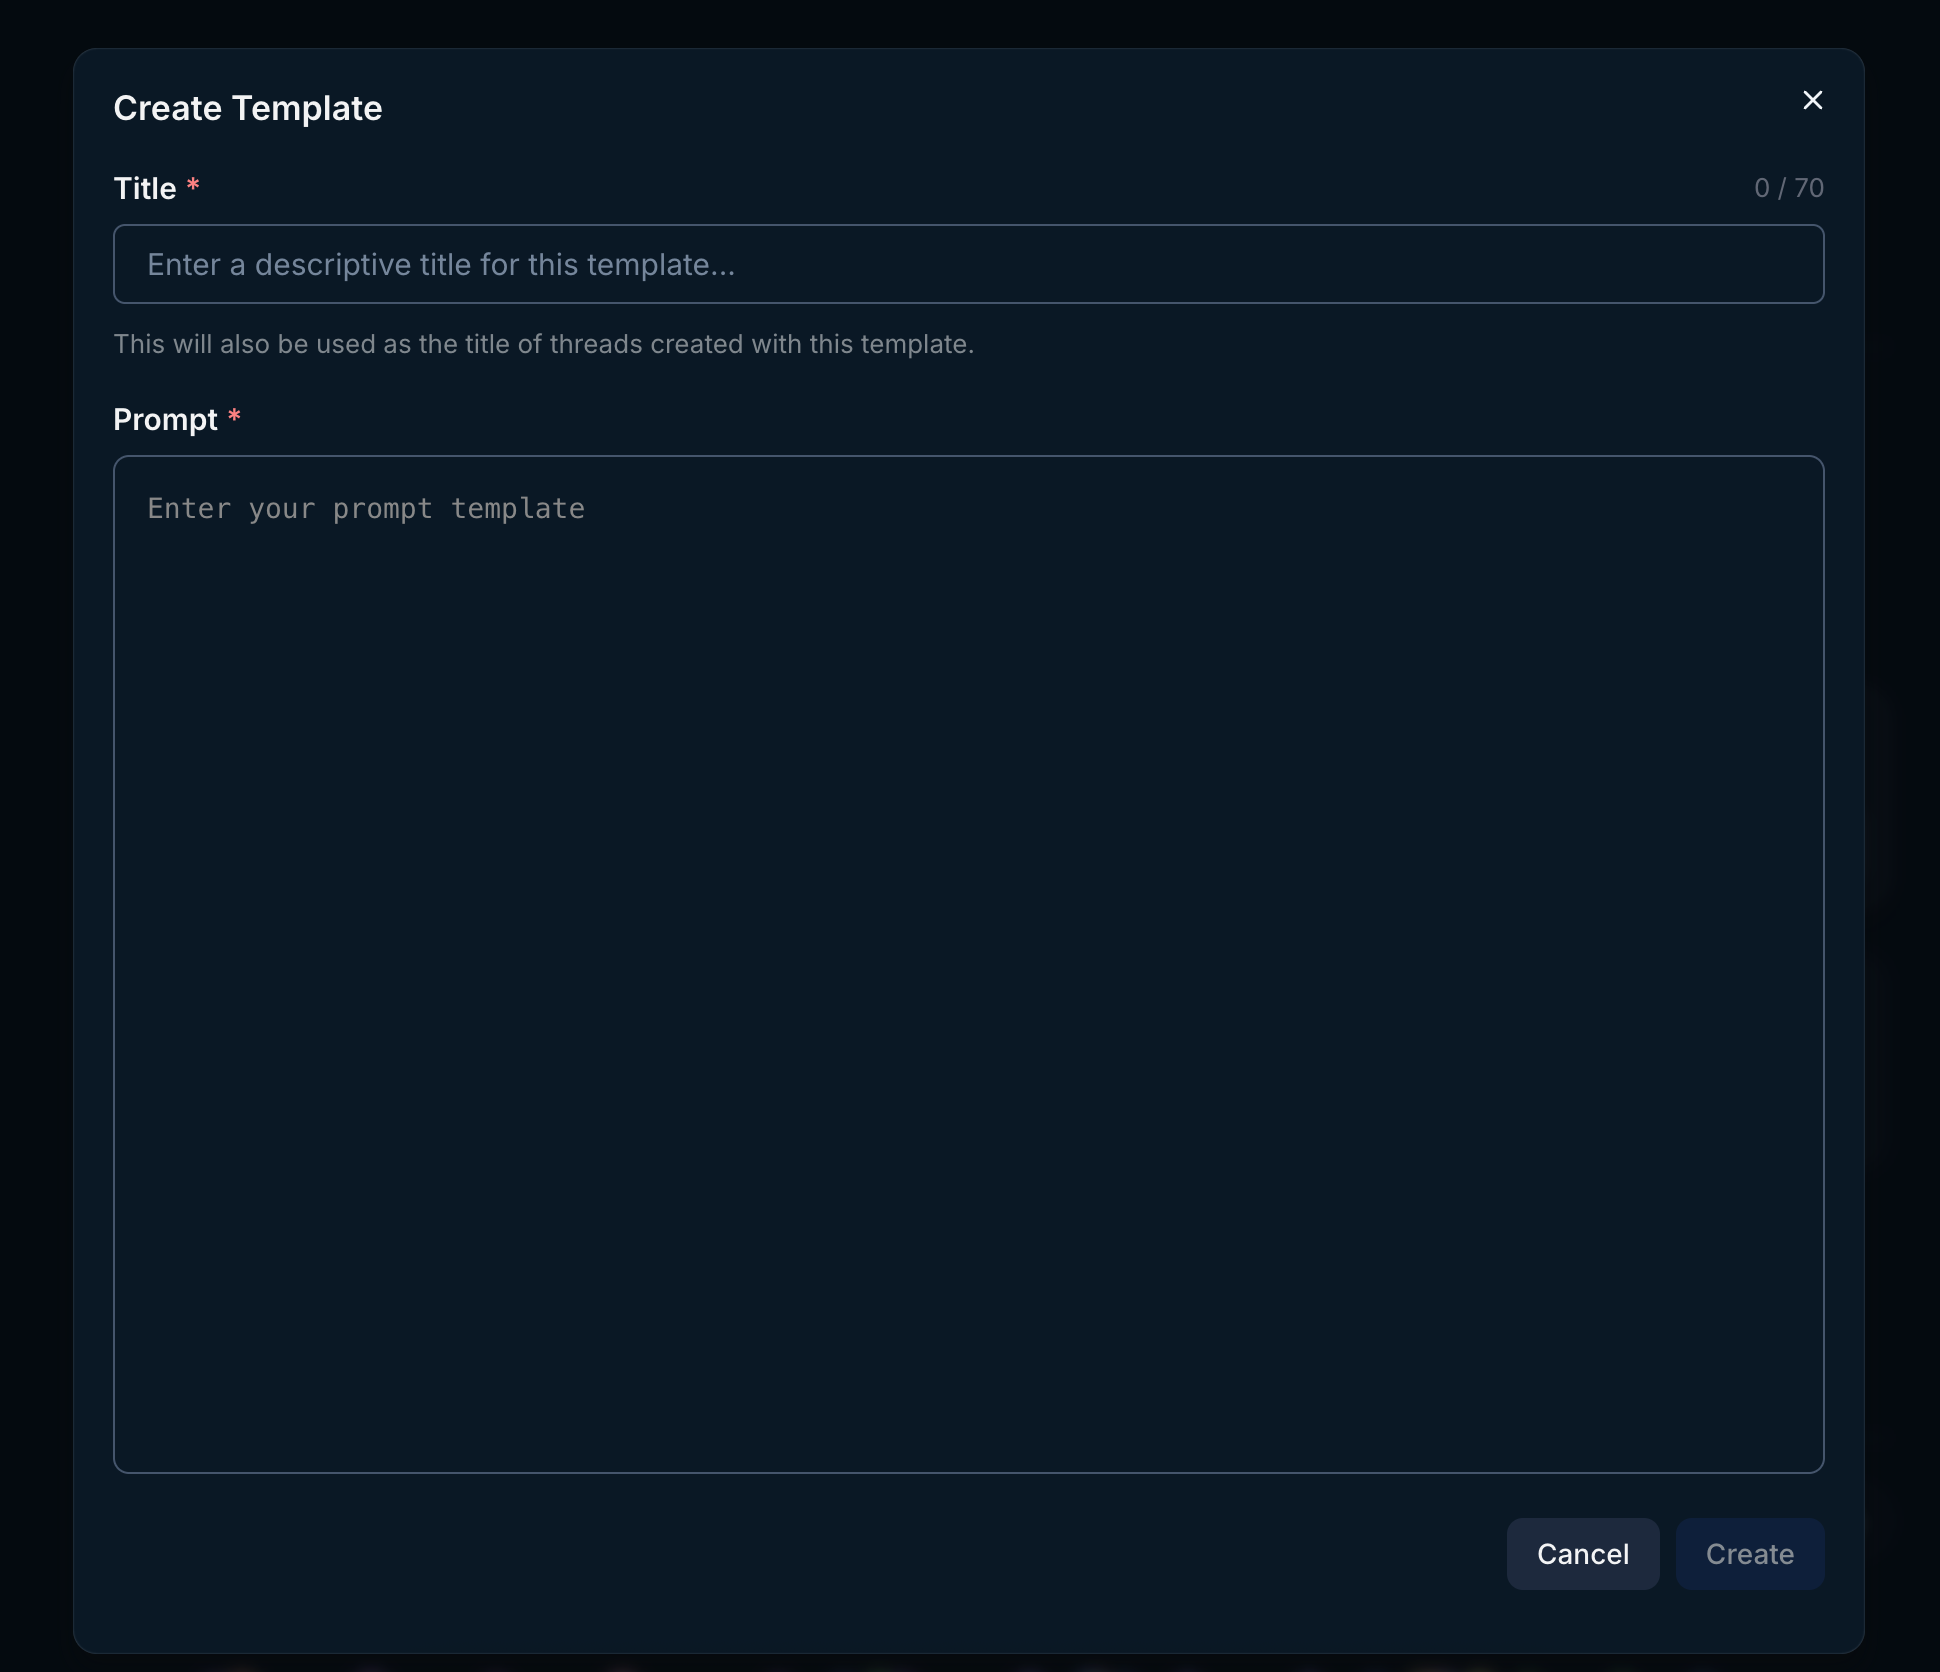 Create Template
Title *
0 / 70
Enter a descriptive title for this template...
This will also be used as the title of threads created with this template.
Prompt *
Enter your prompt template
Cancel
Create